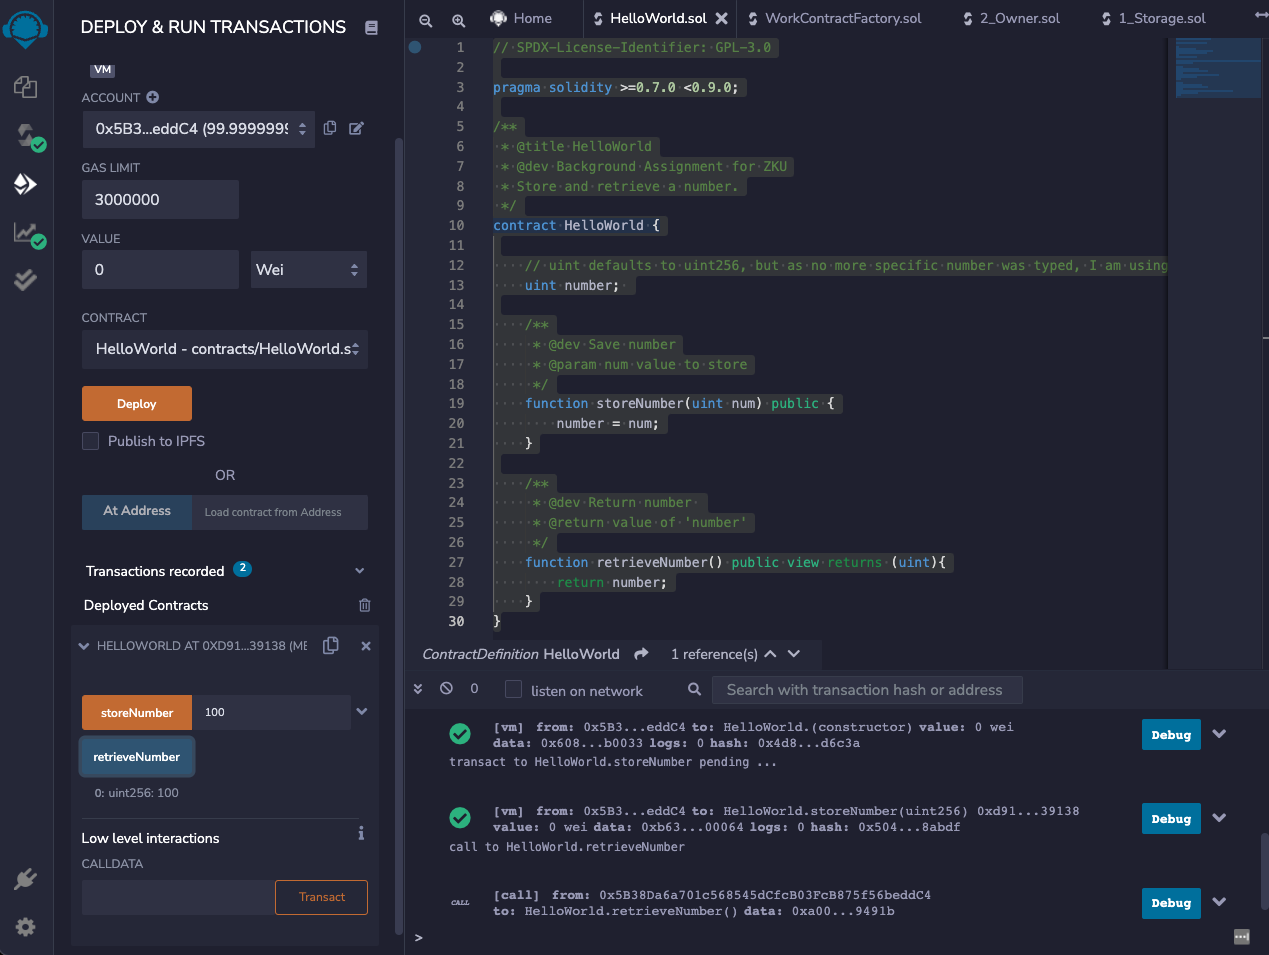 DEPLOY & RUN TRANSACTIONS
VM
ACCOUNT
0x5B3...eddC4 (99.9999999
GAS LIMIT
3000000
VALUE
0
Wei
CONTRACT
HelloWorld - contracts/HelloWorld.s
Deploy
Publish to IPFS
OR
At Address
Load contract from Address
Transactions recorded 2
Deployed Contracts
HELLOWORLD AT 0XD91...39138 (ME
storeNumber 100
retrieveNumber
0: uint256: 100
Low level interactions
i
CALLDATA
Transact
Home
HelloWorld.sol
WorkContractFactory.sol
2_Owner.sol
1_Storage.sol
1 // SPDX-License-Identifier: GPL-3.0
2
3 pragma solidity >=0.7.0 <0.9.0;
4
5 /**
6  * @title HelloWorld
7  * @dev Background Assignment for ZKU
8  * Store and retrieve a number.
9  */
10 contract HelloWorld {
11
12     // uint defaults to uint256, but as no more specific number was typed, I am using
13     uint number;
14
15     /**
16      * @dev Save number
17      * @param num value to store
18      */
19     function storeNumber(uint num) public {
20         number = num;
21     }
22
23     /**
24      * @dev Return number
25      * @return value of 'number'
26      */
27     function retrieveNumber() public view returns (uint){
28         return number;
29     }
30 }
ContractDefinition HelloWorld 1 reference(s)
0 listen on network Search with transaction hash or address
[vm] from: 0x5B3...eddC4 to: HelloWorld.(constructor) value: 0 wei
data: 0x608...b0033 logs: 0 hash: 0x4d8...d6c3a
Debug
transact to HelloWorld.storeNumber pending ...
[vm] from: 0x5B3...eddC4 to: HelloWorld.storeNumber(uint256) 0xd91...39138
value: 0 wei data: 0xb63...00064 logs: 0 hash: 0x504...8abdf
Debug
call to HelloWorld.retrieveNumber
CALL
[call] from: 0x5B38Da6a701c568545dCfcB03FcB875f56beddC4
to: HelloWorld.retrieveNumber() data: 0xa00...9491b
Debug
>